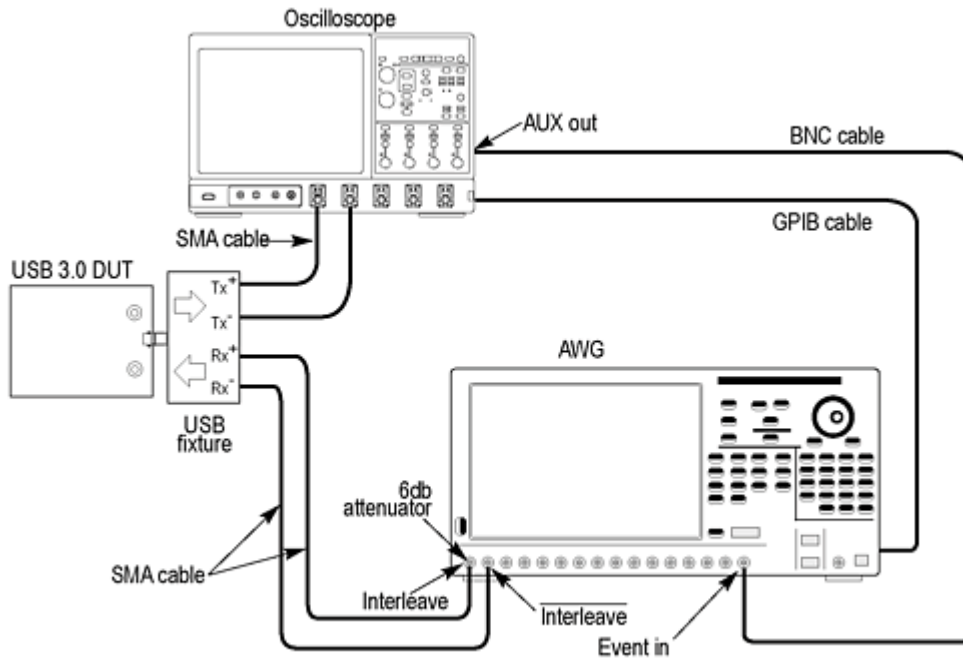 Oscilloscope
AUX out
BNC cable
GPIB cable
SMA cable
USB 3.0 DUT
Tx+
Tx-
Rx+
Rx-
USB
fixture
AWG
6db
attenuator
SMA cable
Interleave
Interleave
Event in